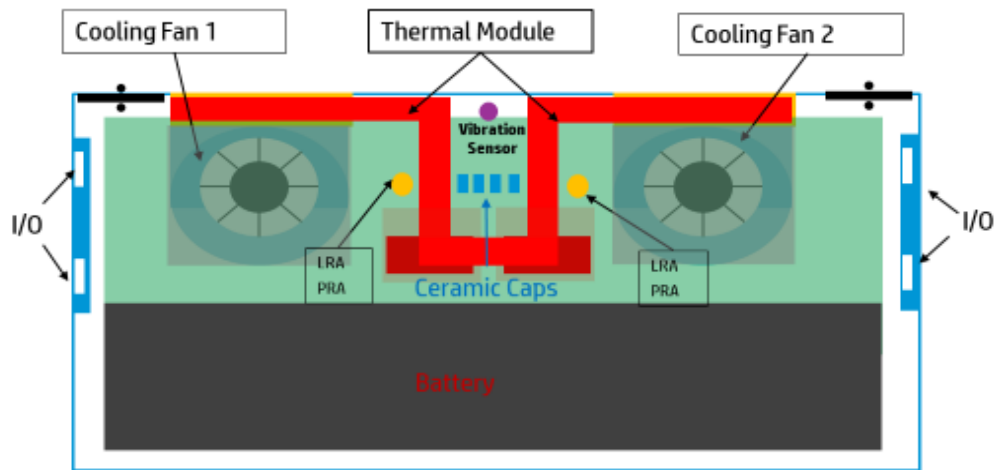 Cooling Fan 1
Thermal Module
Cooling Fan 2
Vibration
Sensor
I/O
I/O
LRA
PRA
LRA
PRA
Ceramic Caps
Battery